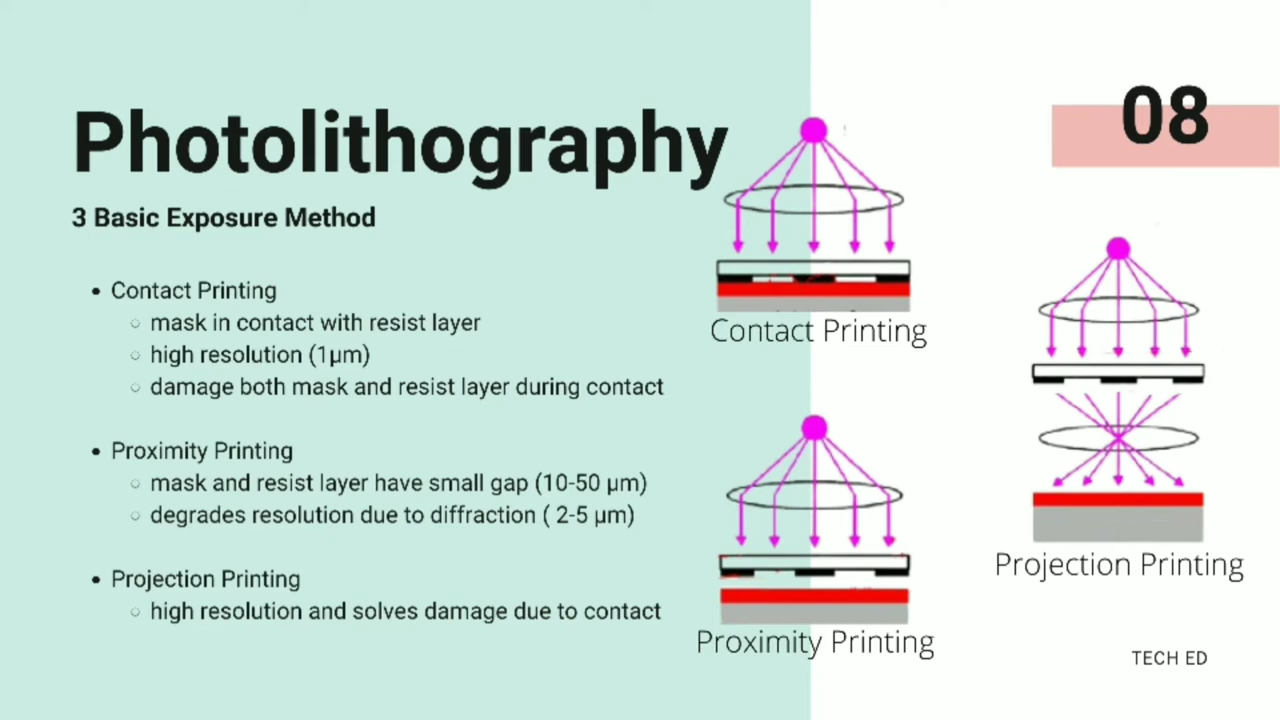 Photolithography
08
3 Basic Exposure Method
• Contact Printing
○ mask in contact with resist layer
○ high resolution (1µm)
○ damage both mask and resist layer during contact
• Proximity Printing
○ mask and resist layer have small gap (10-50 µm)
○ degrades resolution due to diffraction ( 2-5 µm)
• Projection Printing
○ high resolution and solves damage due to contact
Contact Printing
Proximity Printing
Projection Printing
TECH ED